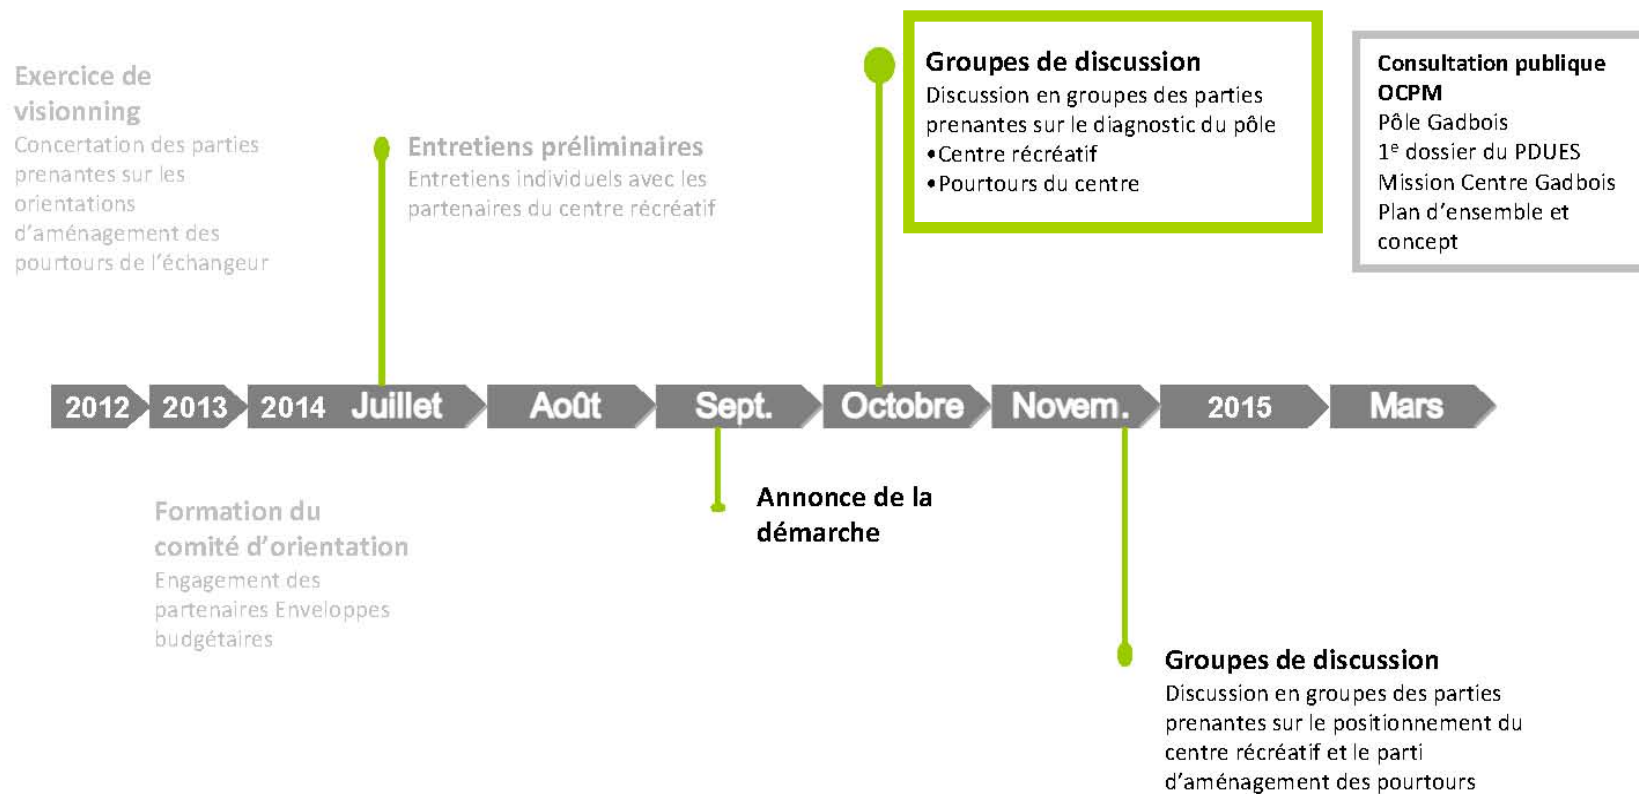 Exercice de
visionning
Concertation des parties
prenantes sur les
orientations
d'aménagement des
pourtours de l'échangeur
Entretiens préliminaires
Entretiens individuels avec les
partenaires du centre récréatif
Groupes de discussion
Discussion en groupes des parties
prenantes sur le diagnostic du pôle
•Centre récréatif
•Pourtours du centre
Consultation publique
OCPM
Pôle Gadbois
1e dossier du PDUES
Mission Centre Gadbois
Plan d'ensemble et
concept
2012 2013 2014 Juillet Août Sept. Octobre Novem. 2015 Mars
Formation du
comité d'orientation
Engagement des
partenaires Enveloppes
budgétaires
Annonce de la
démarche
Groupes de discussion
Discussion en groupes des parties
prenantes sur le positionnement du
centre récréatif et le parti
d'aménagement des pourtours